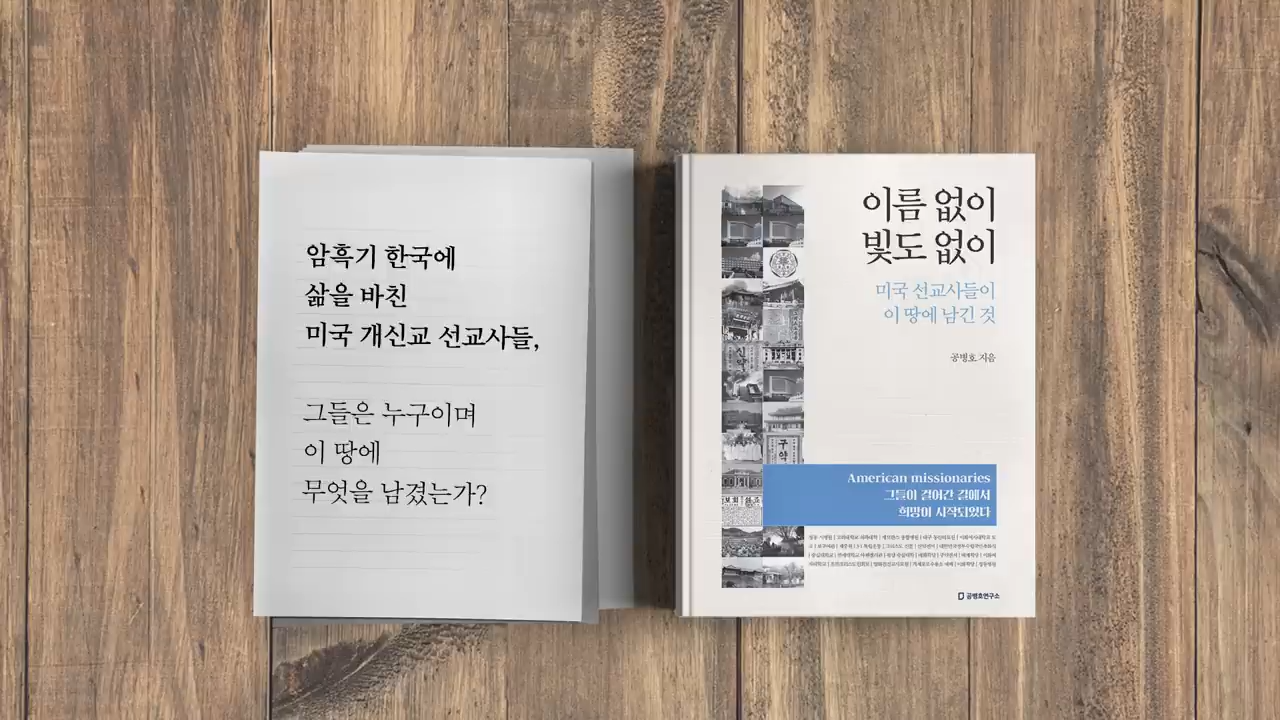 암흑기 한국에
삶을 바친
미국 개신교 선교사들,
그들은 누구이며
이 땅에
무엇을 남겼는가?
이름 없이
빛도 없이
미국 선교사들이
이 땅에 남긴 것
공병호 지음
신약
구약
American missionaries
그들이 걸어간 길에서
희망이 시작되었다
공병호연구소